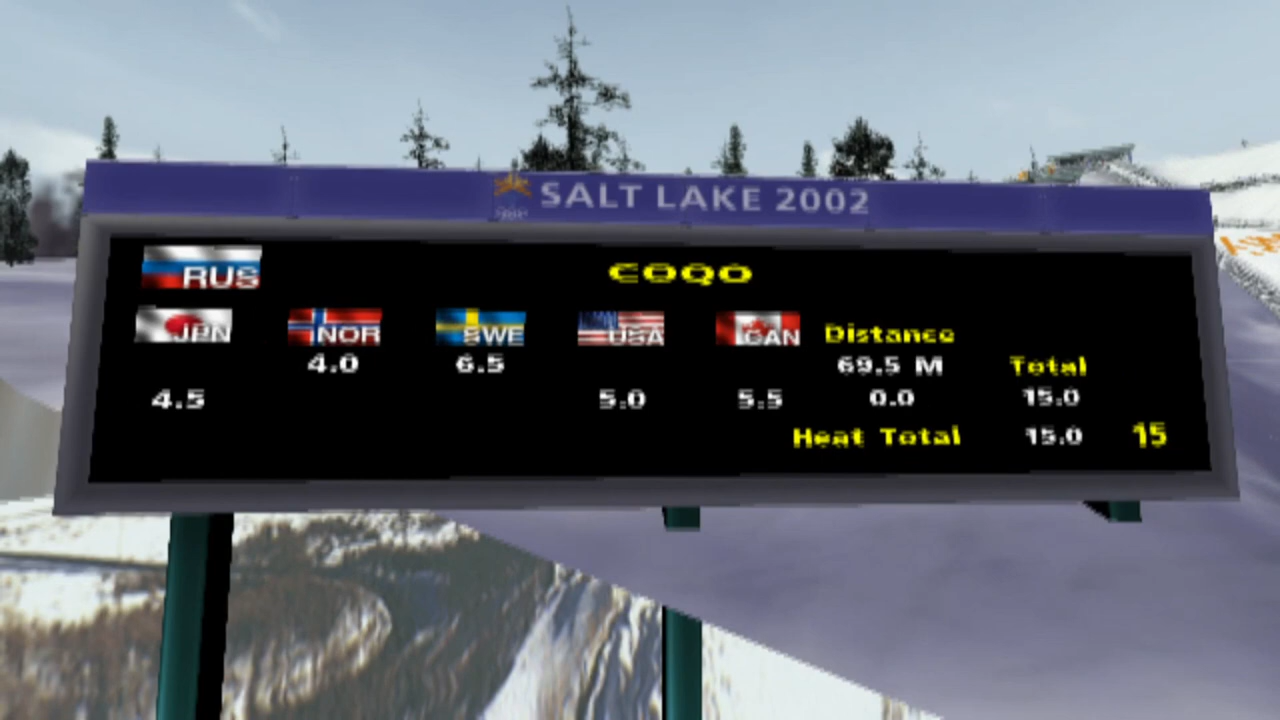 SALT LAKE 2002
RUS COQO
JPN NOR SWE USA CAN Distance
4.0 6.5 69.5 M Total
4.5 5.0 5.5 0.0 15.0
Heat Total 15.0 15